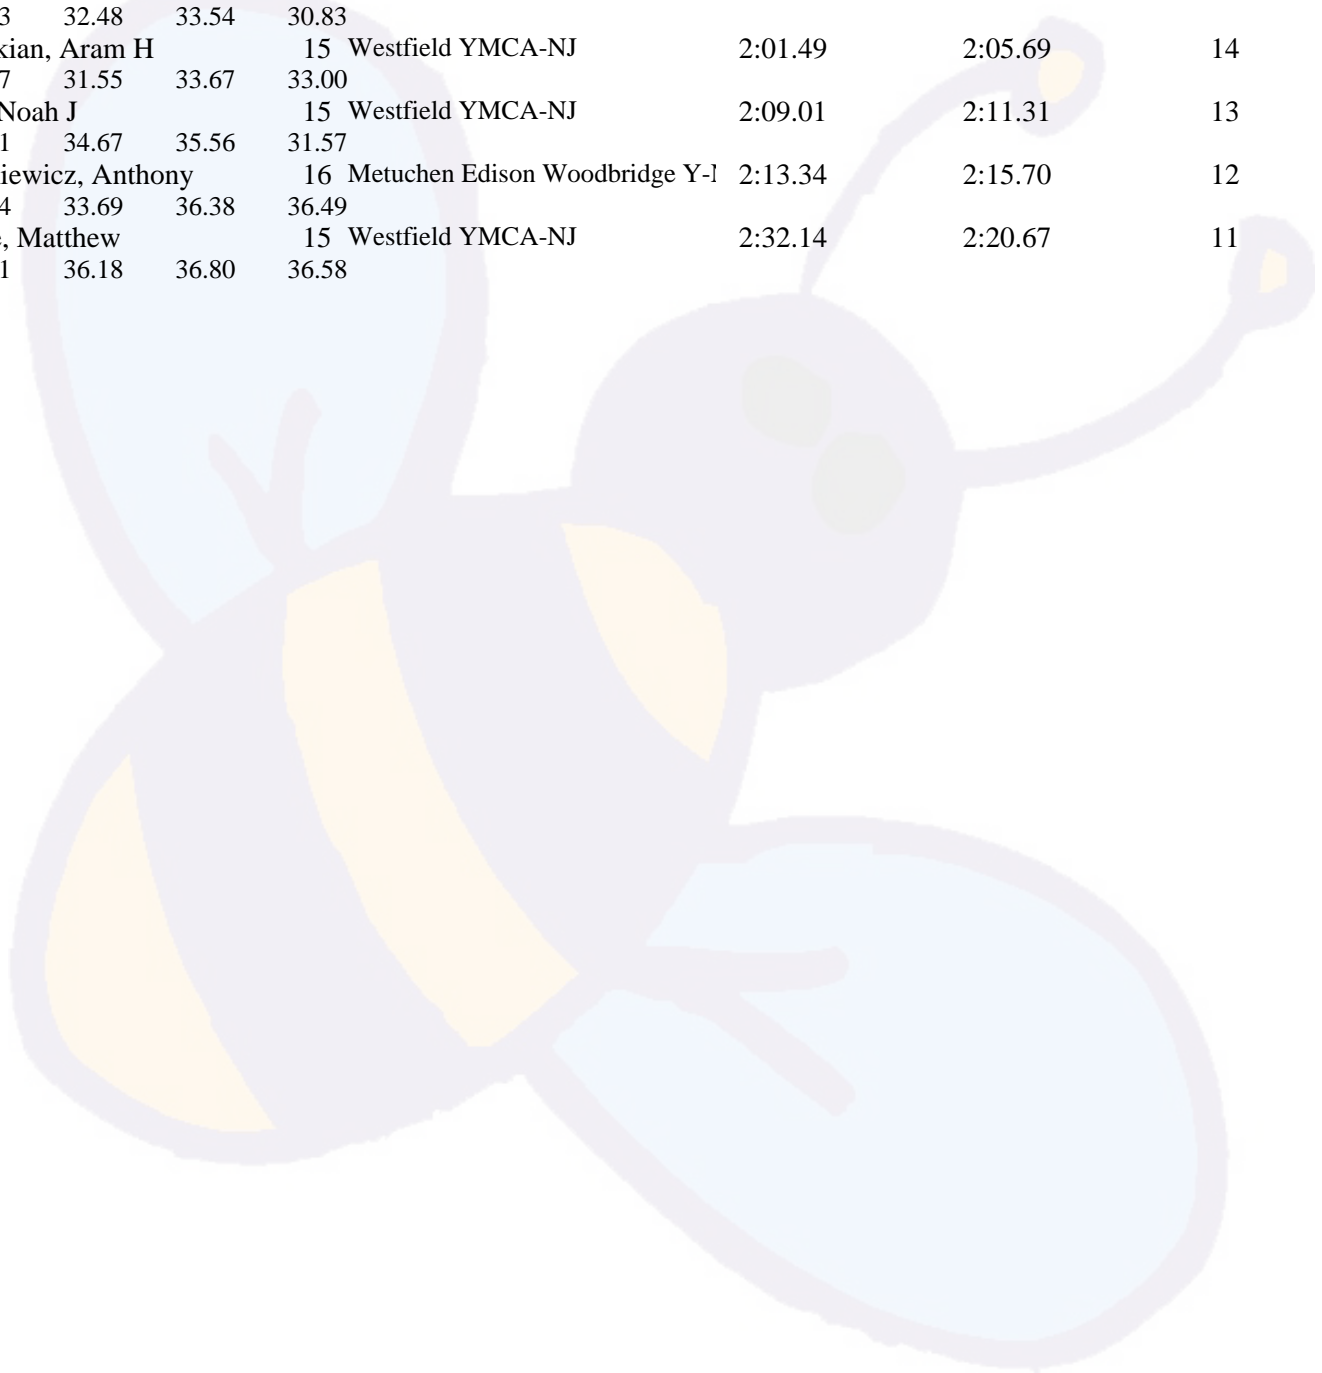 3 32.48 33.54 30.83
kian, Aram H 15 Westfield YMCA-NJ 2:01.49 2:05.69 14
7 31.55 33.67 33.00
Noah J 15 Westfield YMCA-NJ 2:09.01 2:11.31 13
1 34.67 35.56 31.57
iewicz, Anthony 16 Metuchen Edison Woodbridge Y-N 2:13.34 2:15.70 12
4 33.69 36.38 36.49
e, Matthew 15 Westfield YMCA-NJ 2:32.14 2:20.67 11
1 36.18 36.80 36.58